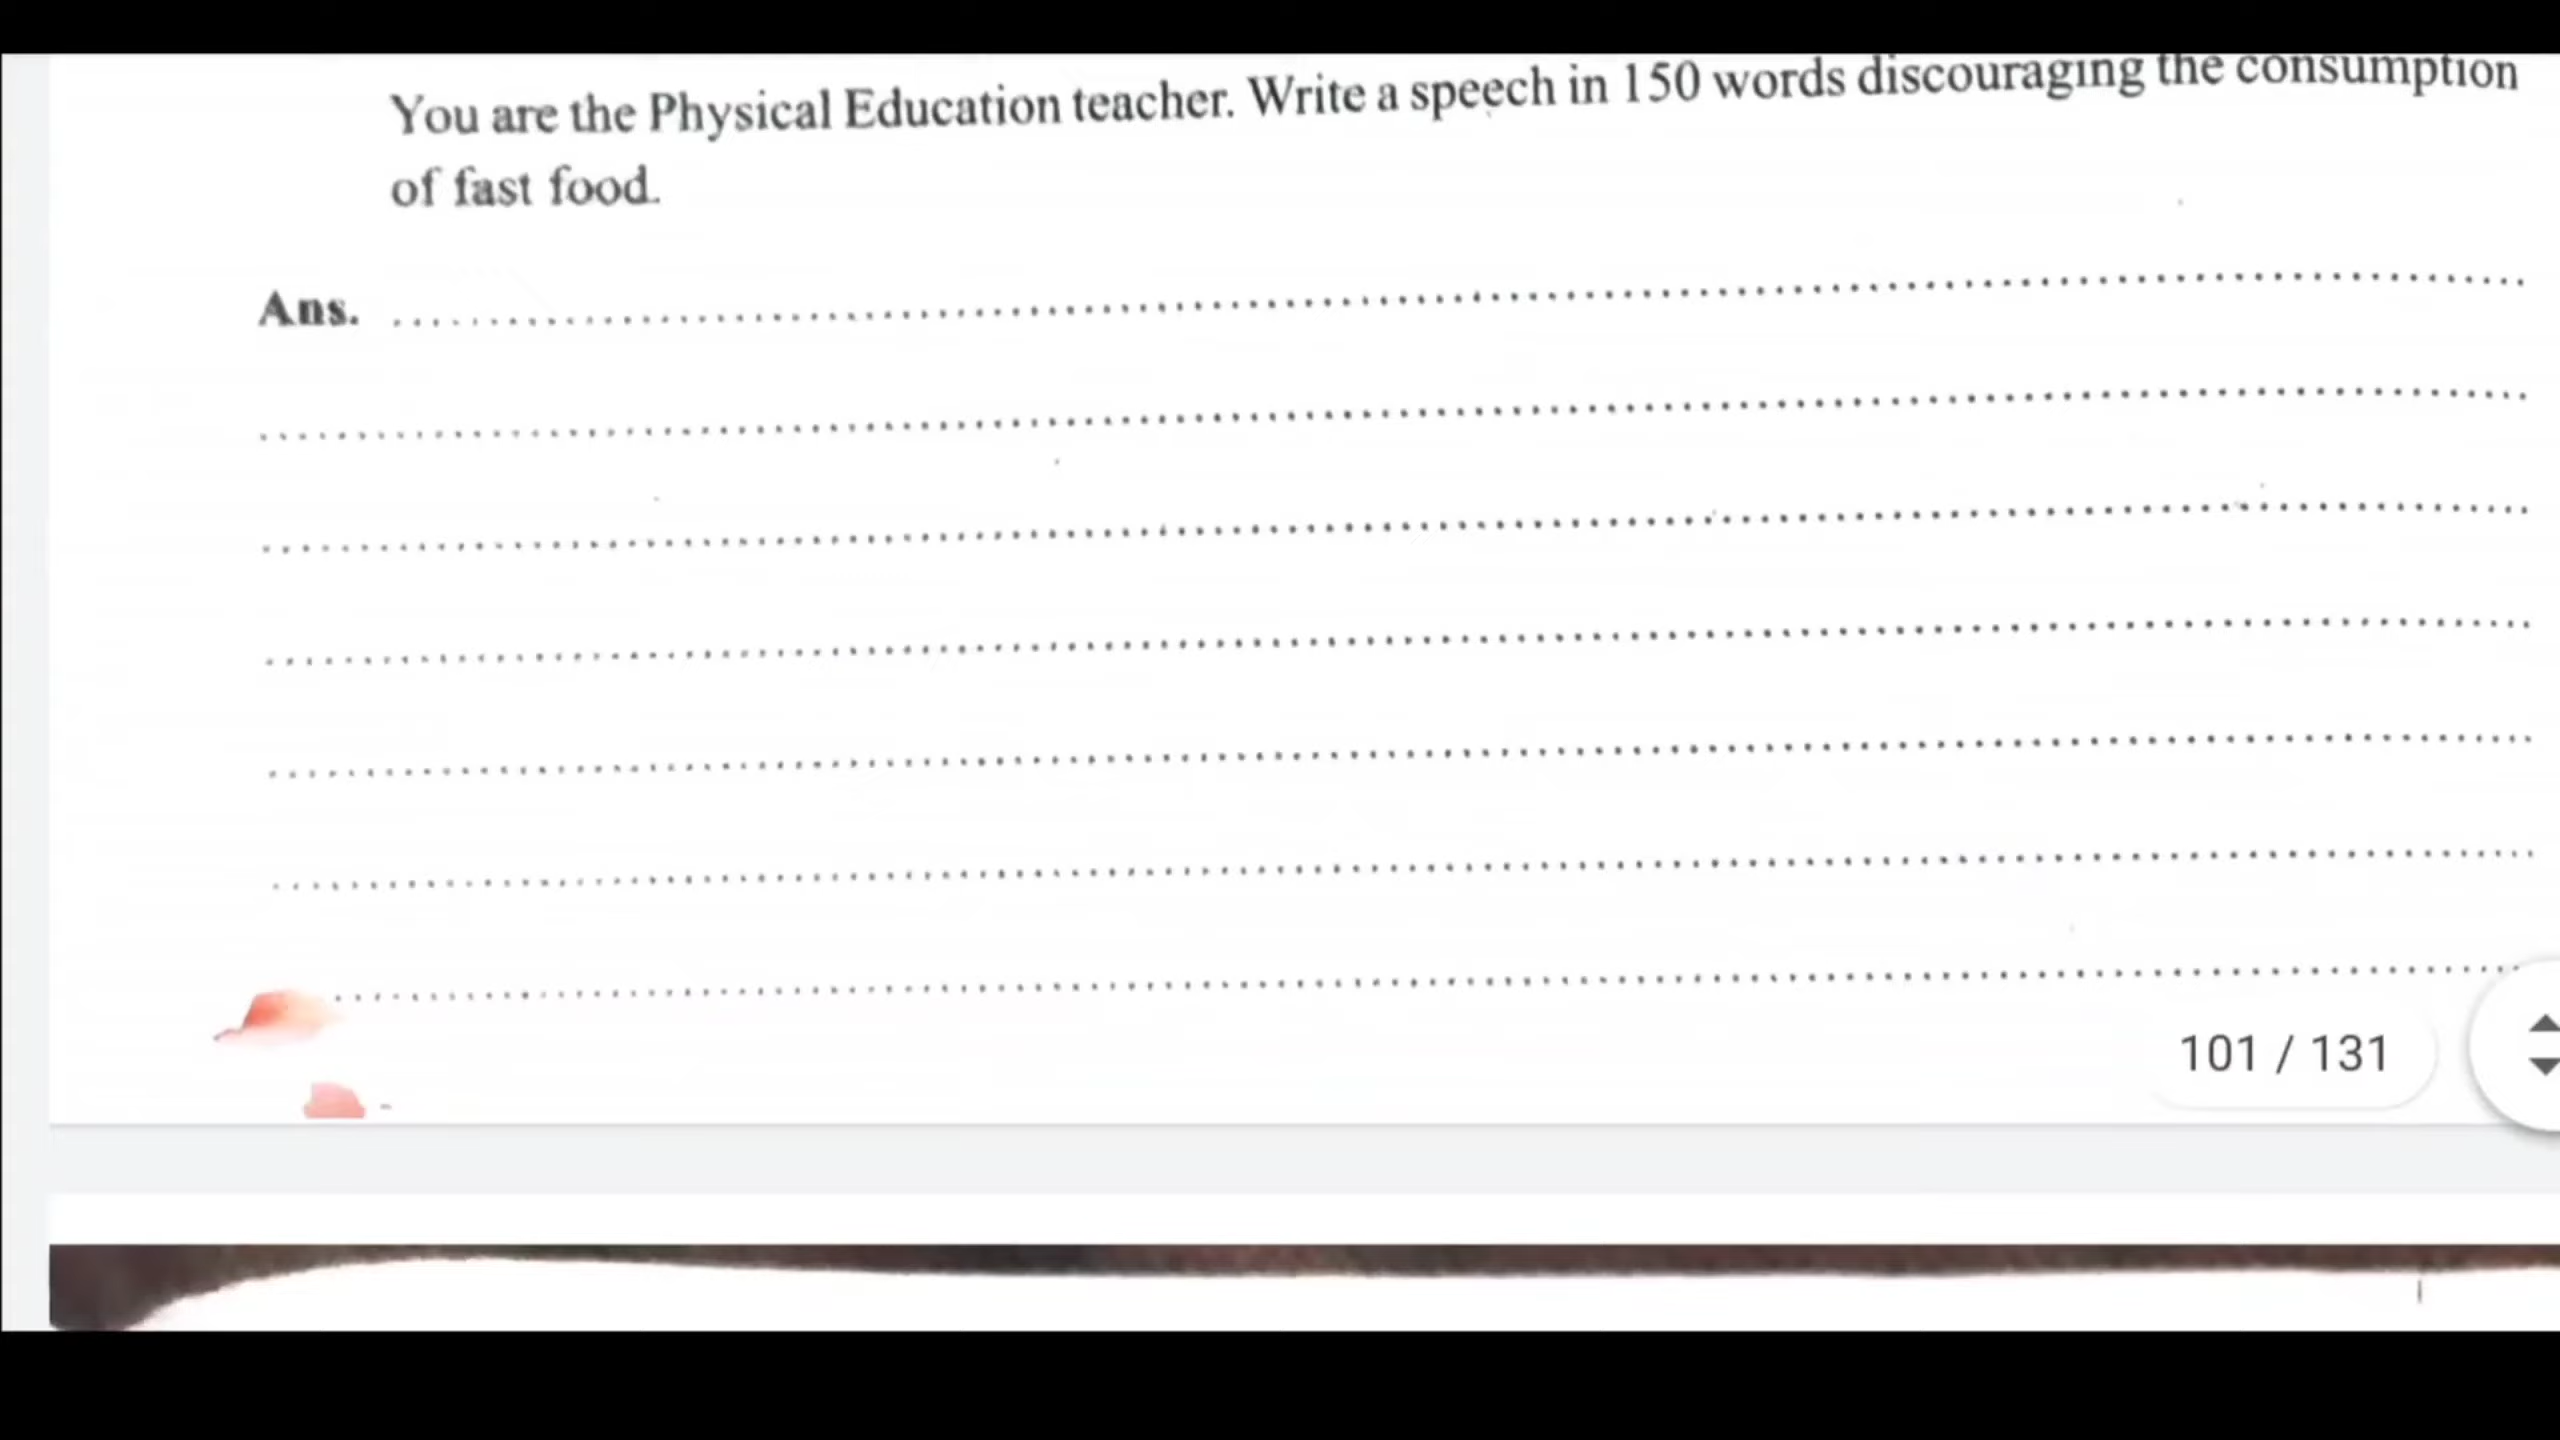 You are the Physical Education teacher. Write a speech in 150 words discouraging the consumption
of fast food.
Ans.
101 / 131